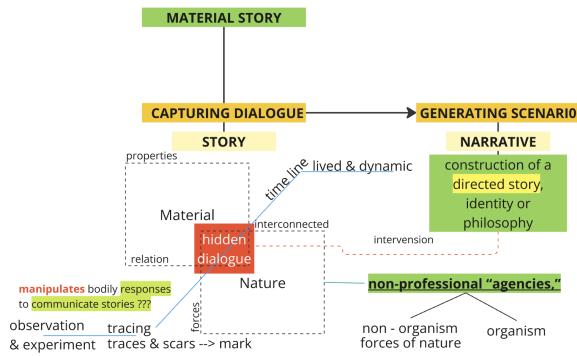 MATERIAL STORY
CAPTURING DIALOGUE
GENERATING SCENARIO
STORY
NARRATIVE
properties
time line
lived & dynamic
construction of a
directed story,
identity or
philosophy
Material
interconnected
hidden
dialogue
intervension
relation
Nature
non-professional “agencies,”
manipulates bodily responses
to communicate stories ???
forces
observation
& experiment
tracing
traces & scars --> mark
non - organism
forces of nature
organism